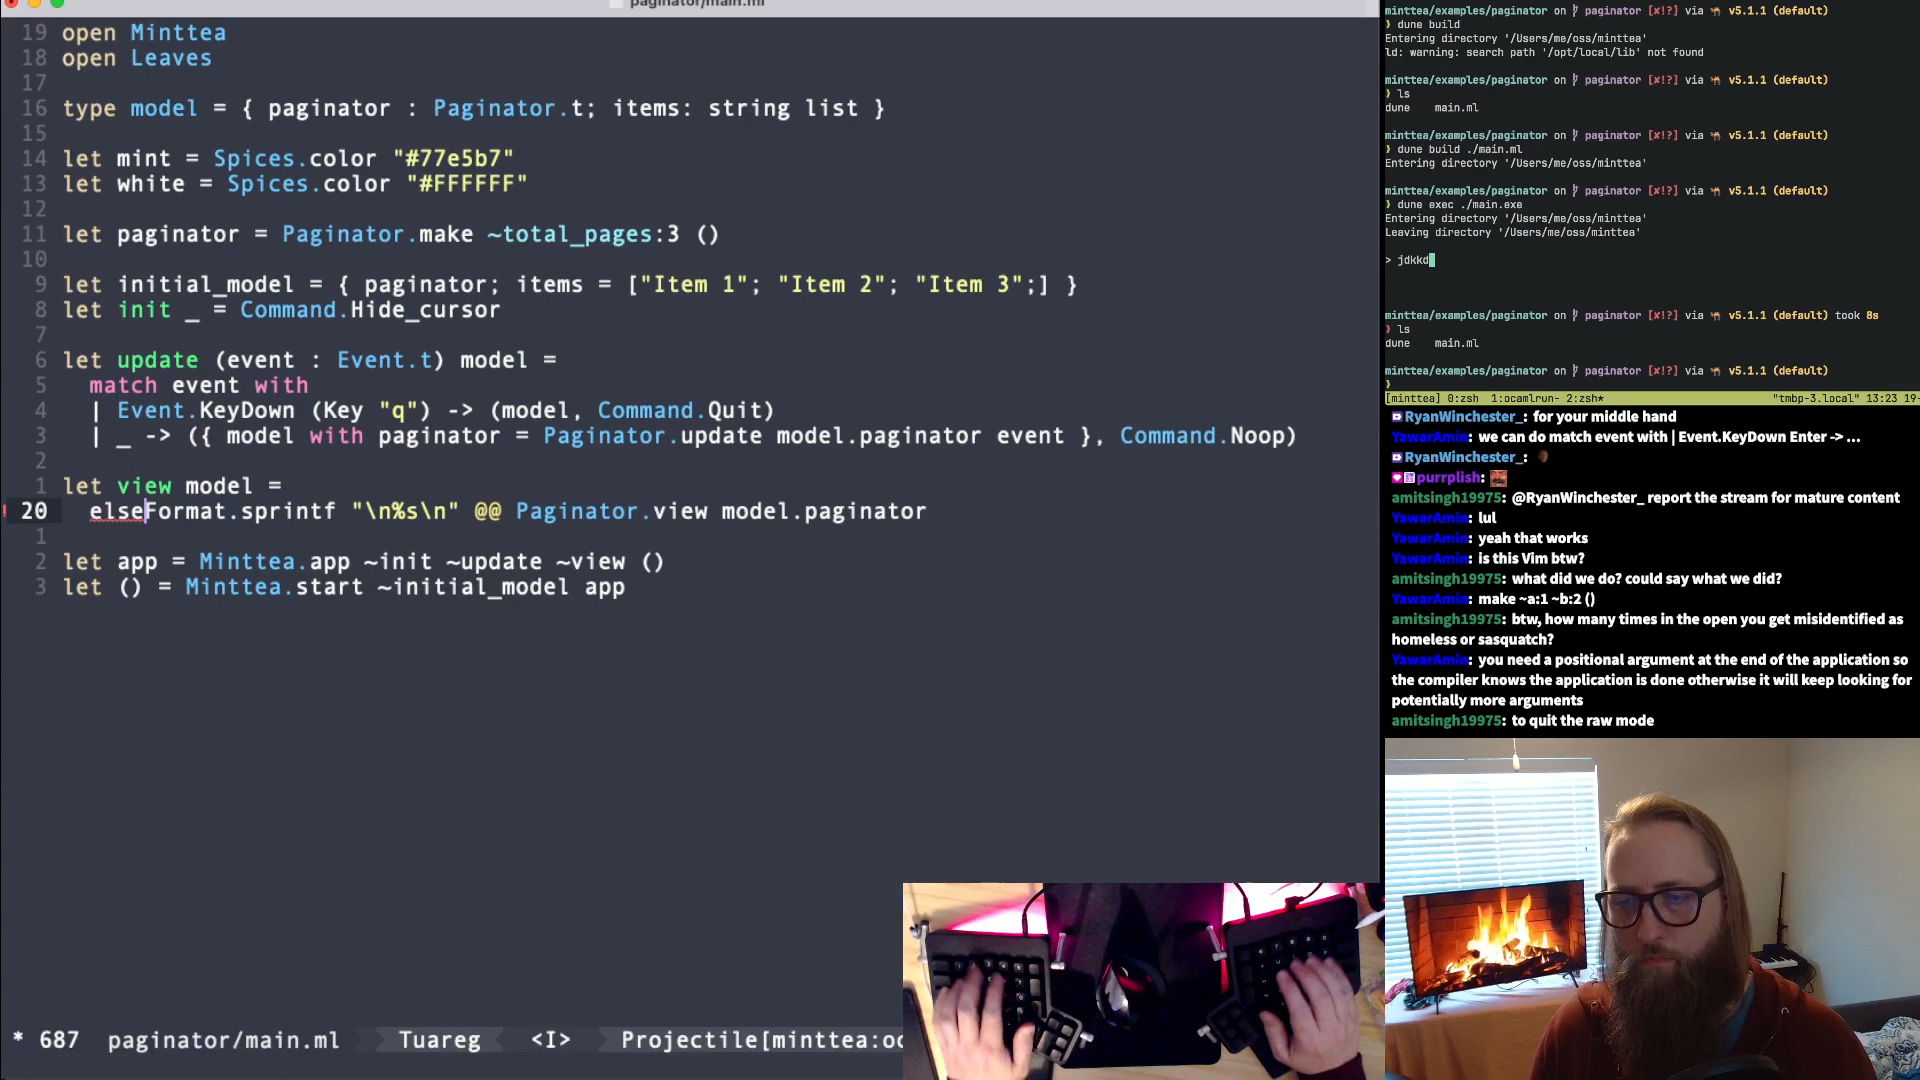 paginator/main.ml
19 open Minttea
18 open Leaves
17
16 type model = { paginator : Paginator.t; items: string list }
15
14 let mint = Spices.color "#77e5b7"
13 let white = Spices.color "#FFFFFF"
12
11 let paginator = Paginator.make ~total_pages:3 ()
10
9 let initial_model = { paginator; items = ["Item 1"; "Item 2"; "Item 3";] }
8 let init _ = Command.Hide_cursor
7
6 let update (event : Event.t) model =
5 match event with
4 | Event.KeyDown (Key "q") -> (model, Command.Quit)
3 | _ -> ({ model with paginator = Paginator.update model.paginator event }, Command.Noop)
2
1 let view model =
20 elseFormat.sprintf "\n%s\n" @@ Paginator.view model.paginator
1
2 let app = Minttea.app ~init ~update ~view ()
3 let () = Minttea.start ~initial_model app
* 687 paginator/main.ml Tuareg <I> Projectile[minttea:oc
minttea/examples/paginator on paginator [✘!?] via 🐫 v5.1.1 (default)
❯ dune build
Entering directory '/Users/me/oss/minttea'
ld: warning: search path '/opt/local/lib' not found
minttea/examples/paginator on paginator [✘!?] via 🐫 v5.1.1 (default)
❯ ls
dune main.ml
minttea/examples/paginator on paginator [✘!?] via 🐫 v5.1.1 (default)
❯ dune build ./main.ml
Entering directory '/Users/me/oss/minttea'
minttea/examples/paginator on paginator [✘!?] via 🐫 v5.1.1 (default)
❯ dune exec ./main.exe
Entering directory '/Users/me/oss/minttea'
Leaving directory '/Users/me/oss/minttea'
> jdkkd
minttea/examples/paginator on paginator [✘!?] via 🐫 v5.1.1 (default) took 8s
❯ ls
dune main.ml
minttea/examples/paginator on paginator [✘!?] via 🐫 v5.1.1 (default)
❯
[minttea] 0:zsh 1:ocamlrun- 2:zsh* "tmbp-3.local" 13:23 19-
RyanWinchester_: for your middle hand
YawarAmin: we can do match event with | Event.KeyDown Enter -> ...
RyanWinchester_:
purrplish:
amitsingh19975: @RyanWinchester_ report the stream for mature content
YawarAmin: lul
YawarAmin: yeah that works
YawarAmin: is this Vim btw?
amitsingh19975: what did we do? could say what we did?
YawarAmin: make ~a:1 ~b:2 ()
amitsingh19975: btw, how many times in the open you get misidentified as
homeless or sasquatch?
YawarAmin: you need a positional argument at the end of the application so
the compiler knows the application is done otherwise it will keep looking for
potentially more arguments
amitsingh19975: to quit the raw mode